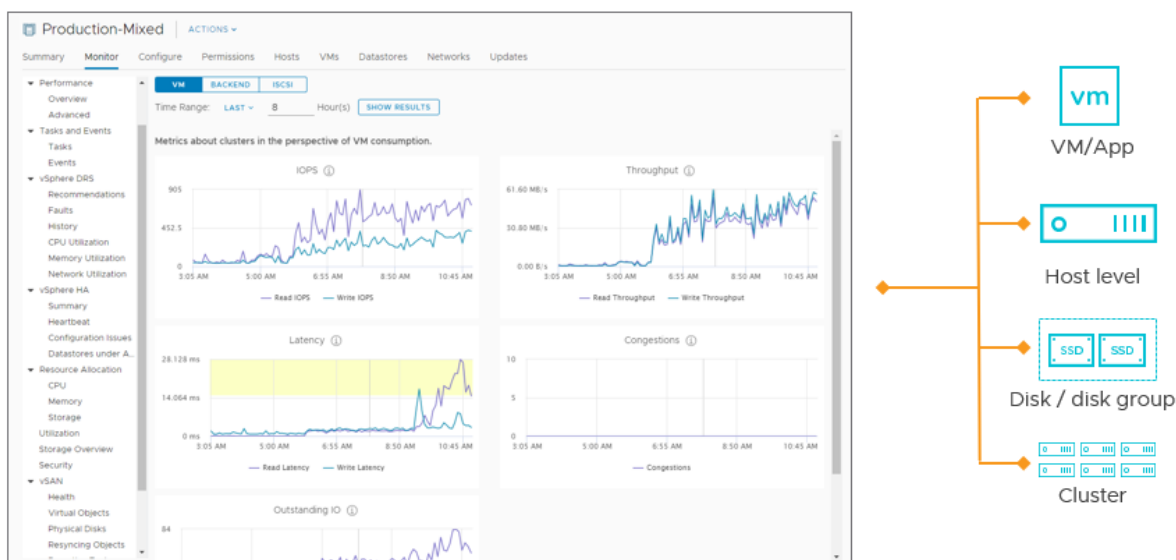 Production-Mixed ACTIONS
Summary Monitor Configure Permissions Hosts VMs Datastores Networks Updates
Performance
Overview
Advanced
Tasks and Events
Tasks
Events
vSphere DRS
Recommendations
Faults
History
CPU Utilization
Memory Utilization
Network Utilization
vSphere HA
Summary
Heartbeat
Configuration Issues
Datastores under A...
Resource Allocation
CPU
Memory
Storage
Utilization
Storage Overview
Security
vSAN
Health
Virtual Objects
Physical Disks
Resyncing Objects
VM BACKEND ISCSI
Time Range: LAST 8 Hour(s) SHOW RESULTS
Metrics about clusters in the perspective of VM consumption.
IOPS
905
452.5
0
3:05 AM 5:00 AM 6:55 AM 8:50 AM 10:45 AM
Read IOPS Write IOPS
Throughput
61.60 MB/s
30.80 MB/s
0.00 B/s
3:05 AM 5:00 AM 6:55 AM 8:50 AM 10:45 AM
Read Throughput Write Throughput
Latency
28.128 ms
14.064 ms
0 ms
3:05 AM 5:00 AM 6:55 AM 8:50 AM 10:45 AM
Read Latency Write Latency
Congestions
10
5
0
3:05 AM 5:00 AM 6:55 AM 8:50 AM 10:45 AM
Congestions
Outstanding IO
84
vm
VM/App
Host level
SSD SSD
Disk / disk group
Cluster